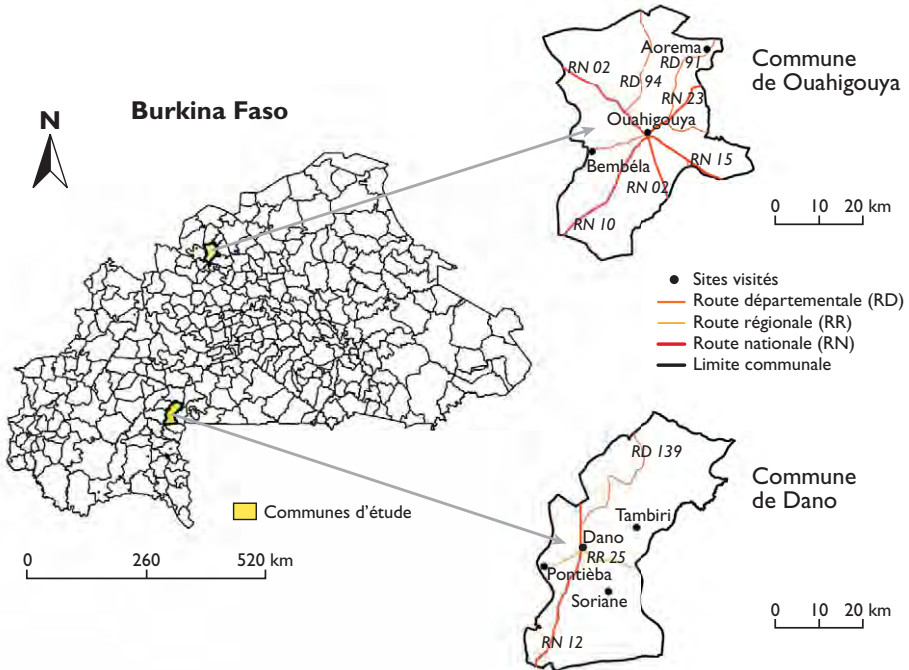 Burkina Faso
N
Communes d'étude
0 260 520 km
Commune
de Ouahigouya
Aorema
RD 91
RN 02
RD 94
RN 23
Ouahigouya
Bembéla
RN 15
RN 02
RN 10
0 10 20 km
Sites visités
Route départementale (RD)
Route régionale (RR)
Route nationale (RN)
Limite communale
Commune
de Dano
RD 139
Tambiri
Dano
RR 25
Pontièba
Soriane
RN 12
0 10 20 km